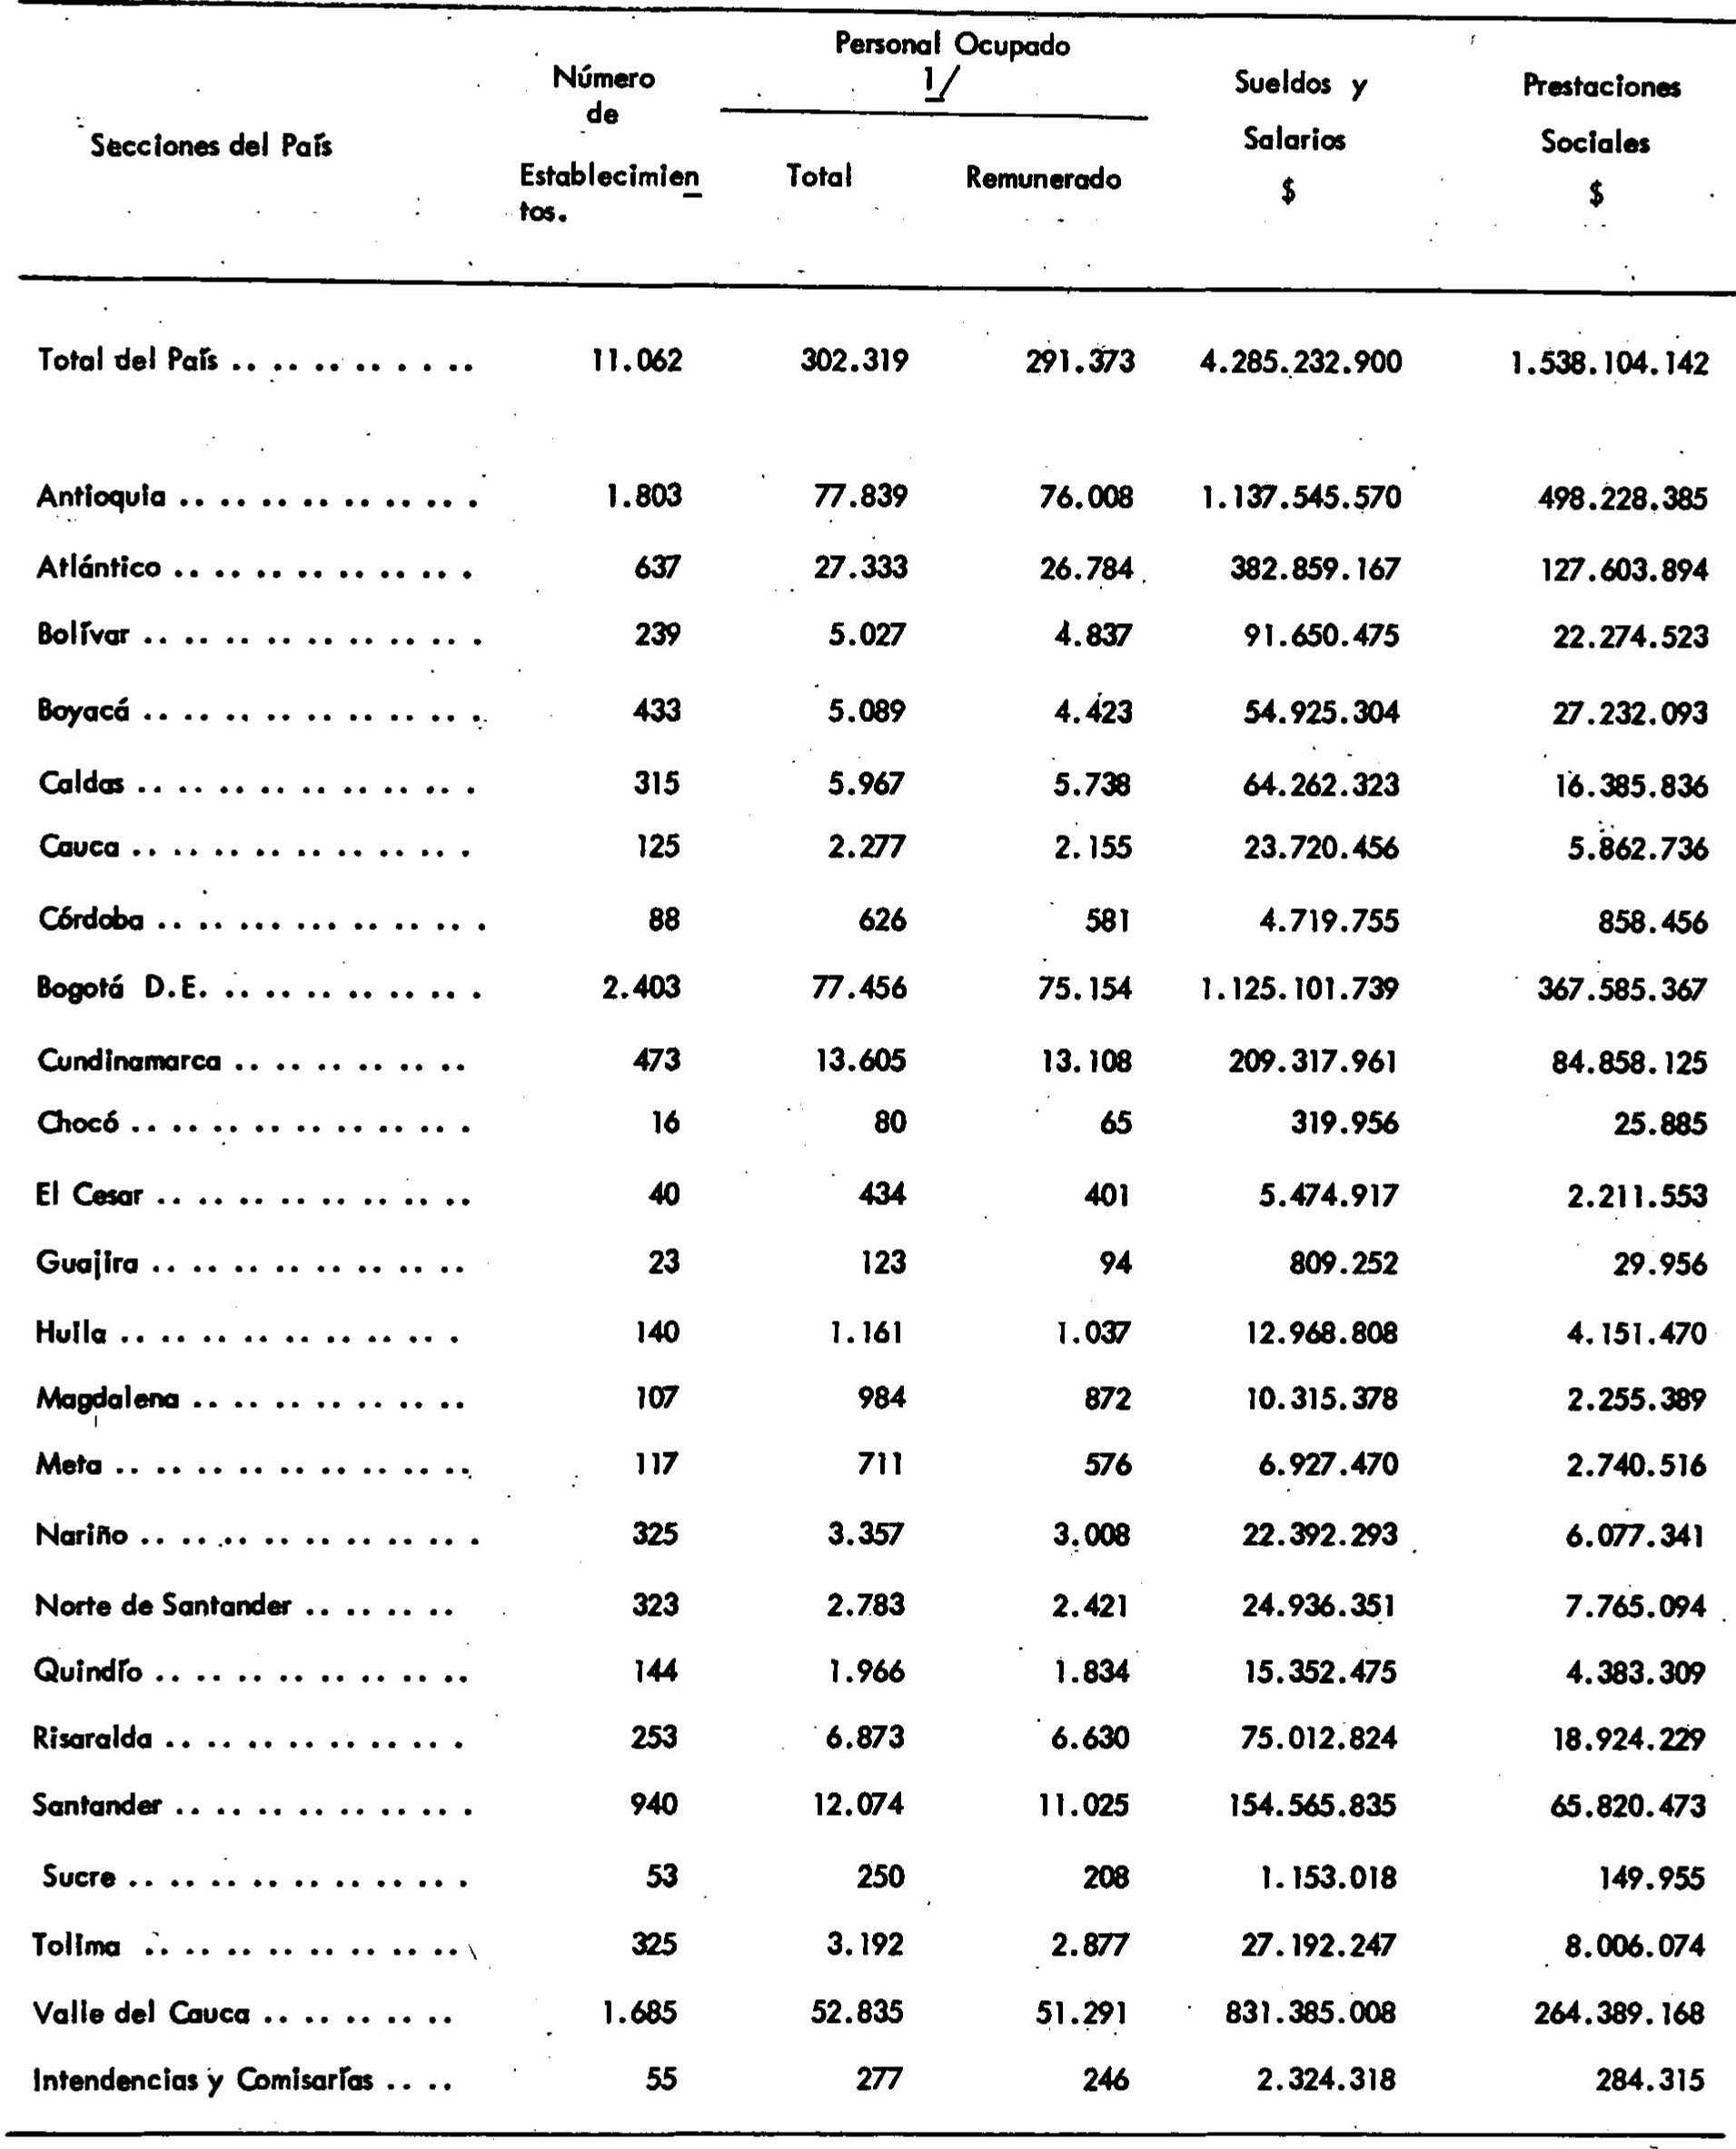 Personal Ocupado
Número 1/ Sueldos y Prestaciones
de
Secciones del País Salarios Sociales
Establecimien Total Remunerado $ $
tos.
Total del País .. .. .. .. .. .. 11.062 302.319 291.373 4.285.232.900 1.538.104.142
Antioquia .. .. .. .. .. .. .. .. 1.803 77.839 76.008 1.137.545.570 498.228.385
Atlántico .. .. .. .. .. .. .. .. 637 27.333 26.784 382.859.167 127.603.894
Bolívar .. .. .. .. .. .. .. .. .. 239 5.027 4.837 91.650.475 22.274.523
Boyacá .. .. .. .. .. .. .. .. .. 433 5.089 4.423 54.925.304 27.232.093
Caldas .. .. .. .. .. .. .. .. .. 315 5.967 5.738 64.262.323 16.385.836
Cauca .. .. .. .. .. .. .. .. .. 125 2.277 2.155 23.720.456 5.862.736
Córdoba .. .. ... ... .. .. .. .. 88 626 581 4.719.755 858.456
Bogotá D.E. .. .. .. .. .. .. .. 2.403 77.456 75.154 1.125.101.739 367.585.367
Cundinamarca .. .. .. .. .. .. 473 13.605 13.108 209.317.961 84.858.125
Chocó .. .. .. .. .. .. .. .. .. 16 80 65 319.956 25.885
El Cesar .. .. .. .. .. .. .. .. 40 434 401 5.474.917 2.211.553
Guajira .. .. .. .. .. .. .. .. 23 123 94 809.252 29.956
Huila .. .. .. .. .. .. .. .. .. 140 1.161 1.037 12.968.808 4.151.470
Magdalena .. .. .. .. .. .. .. 107 984 872 10.315.378 2.255.389
Meta .. .. .. .. .. .. .. .. .. 117 711 576 6.927.470 2.740.516
Nariño .. .. .. .. .. .. .. .. .. 325 3.357 3.008 22.392.293 6.077.341
Norte de Santander .. .. .. .. 323 2.783 2.421 24.936.351 7.765.094
Quindío .. .. .. .. .. .. .. .. 144 1.966 1.834 15.352.475 4.383.309
Risaralda .. .. .. .. .. .. .. .. 253 6.873 6.630 75.012.824 18.924.229
Santander .. .. .. .. .. .. .. .. 940 12.074 11.025 154.565.835 65.820.473
Sucre .. .. .. .. .. .. .. .. .. 53 250 208 1.153.018 149.955
Tolima .. .. .. .. .. .. .. .. 325 3.192 2.877 27.192.247 8.006.074
Valle del Cauca .. .. .. .. .. 1.685 52.835 51.291 831.385.008 264.389.168
Intendencias y Comisarías .. .. 55 277 246 2.324.318 284.315